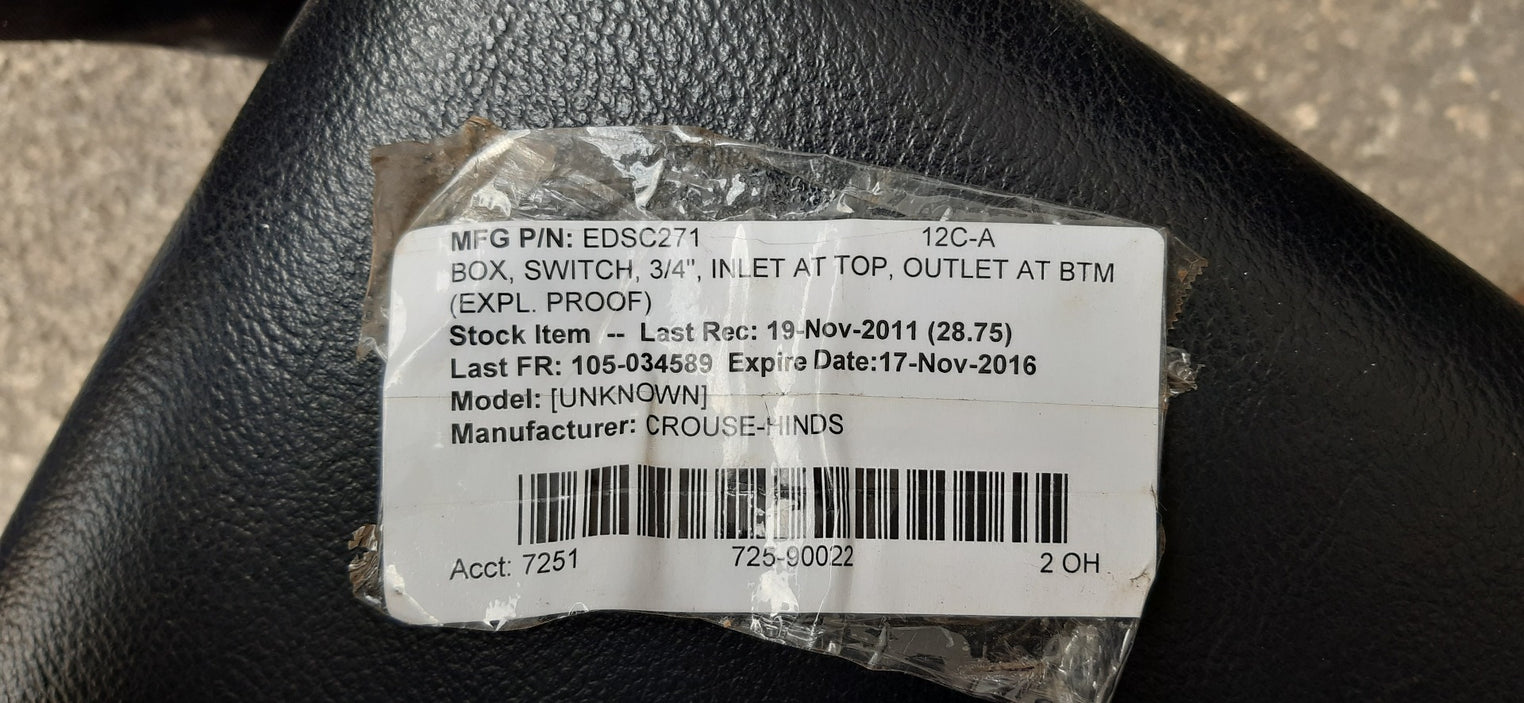 MFG P/N: EDSC271 12C-A
BOX, SWITCH, 3/4", INLET AT TOP, OUTLET AT BTM
(EXPL. PROOF)
Stock Item -- Last Rec: 19-Nov-2011 (28.75)
Last FR: 105-034589 Expire Date:17-Nov-2016
Model: [UNKNOWN]
Manufacturer: CROUSE-HINDS
Acct: 7251 725-90022 2 OH